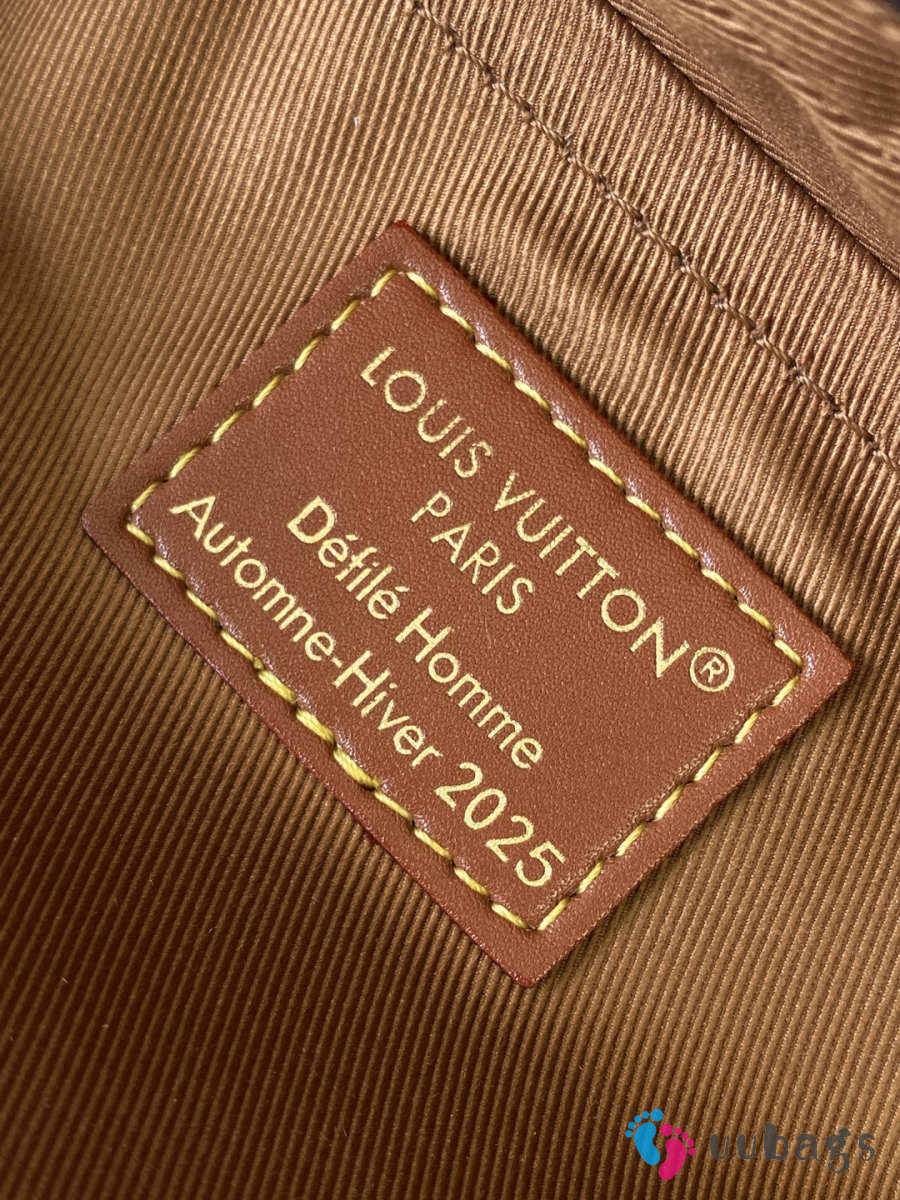 LOUIS VUITTON®
PARIS
Défilé Homme
Automne-Hiver 2025
uubags